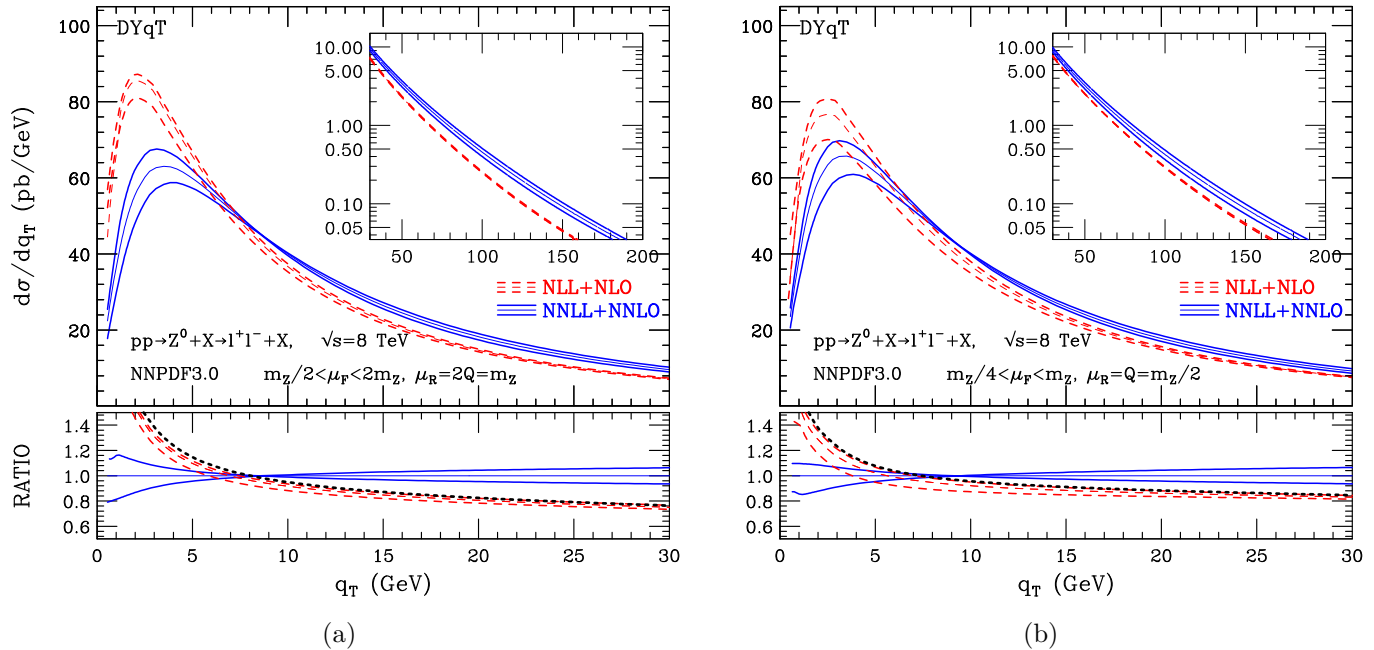 DYqT
dσ/dq_T (pb/GeV)
100
80
60
40
20
10.00
5.00
1.00
0.50
0.10
0.05
50
100
150
200
NLL+NLO
NNLL+NNLO
pp→Z⁰+X→l⁺l⁻+X, √s=8 TeV
NNPDF3.0 m_Z/2<μ_F<2m_Z, μ_R=2Q=m_Z
RATIO
1.4
1.2
1.0
0.8
0.6
0 5 10 15 20 25 30
q_T (GeV)
(a)
DYqT
100
80
60
40
20
10.00
5.00
1.00
0.50
0.10
0.05
50
100
150
200
NLL+NLO
NNLL+NNLO
pp→Z⁰+X→l⁺l⁻+X, √s=8 TeV
NNPDF3.0 m_Z/4<μ_F<m_Z, μ_R=Q=m_Z/2
1.4
1.2
1.0
0.8
0.6
0 5 10 15 20 25 30
q_T (GeV)
(b)